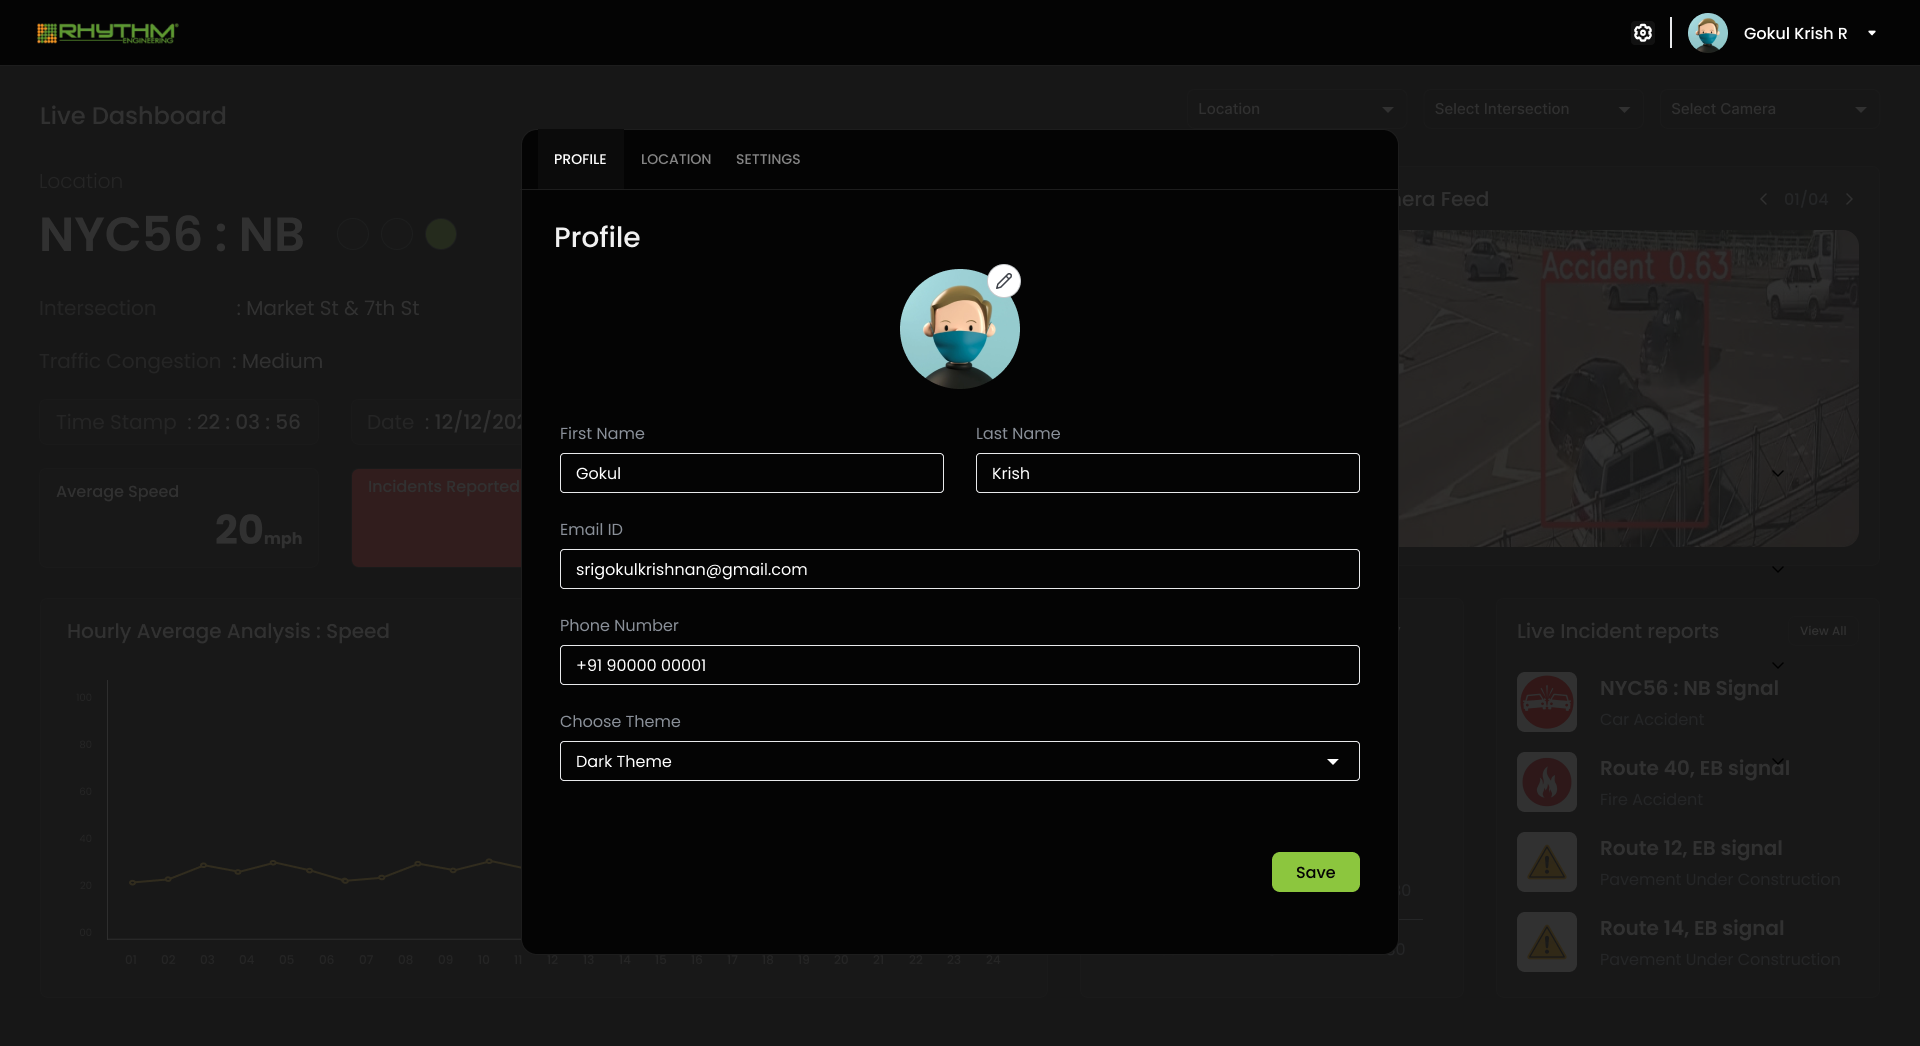 RHYTHM
ENGINEERING
Gokul Krish R
Live Dashboard
Location
Select Intersection
Select Camera
Location
NYC56 : NB
Intersection : Market St & 7th St
Traffic Congestion : Medium
Time Stamp : 22 : 03 : 56
Date : 12/12/202
Average Speed
20 mph
Incidents Reported
PROFILE
LOCATION
SETTINGS
Profile
First Name
Gokul
Last Name
Krish
Email ID
srigokulkrishnan@gmail.com
Phone Number
+91 90000 00001
Choose Theme
Dark Theme
Save
era Feed
01/04
Accident 0.63
Hourly Average Analysis : Speed
100
80
60
40
20
00
01 02 03 04 05 06 07 08 09 10 11 12 13 14 15 16 17 18 19 20 21 22 23 24
Live Incident reports
View All
NYC56 : NB Signal
Car Accident
Route 40, EB signal
Fire Accident
Route 12, EB signal
Pavement Under Construction
Route 14, EB signal
Pavement Under Construction